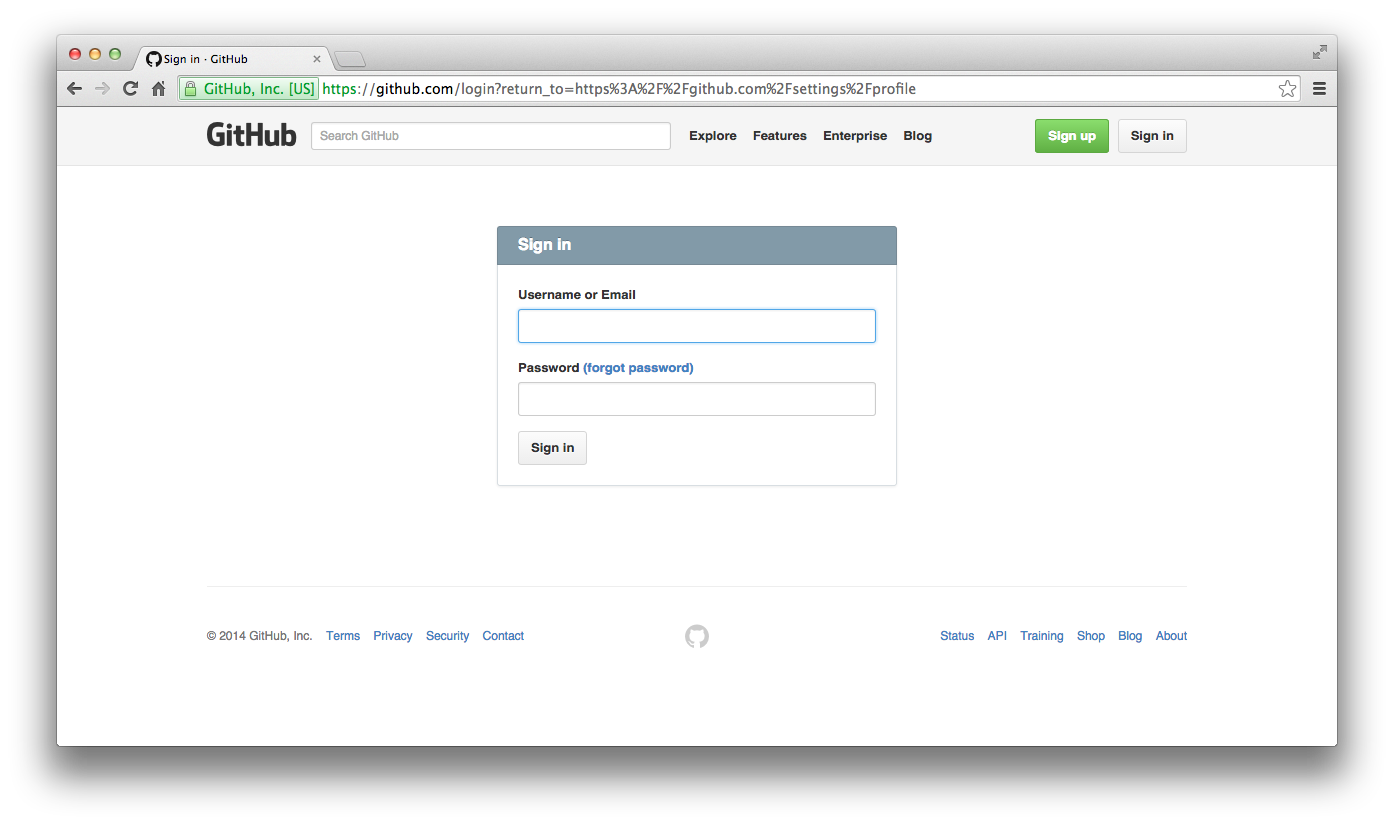 Sign in · GitHub
GitHub, Inc. [US] https://github.com/login?return_to=https%3A%2F%2Fgithub.com%2Fsettings%2Fprofile
GitHub Search GitHub Explore Features Enterprise Blog Sign up Sign in
Sign in
Username or Email
Password (forgot password)
Sign in
© 2014 GitHub, Inc. Terms Privacy Security Contact Status API Training Shop Blog About